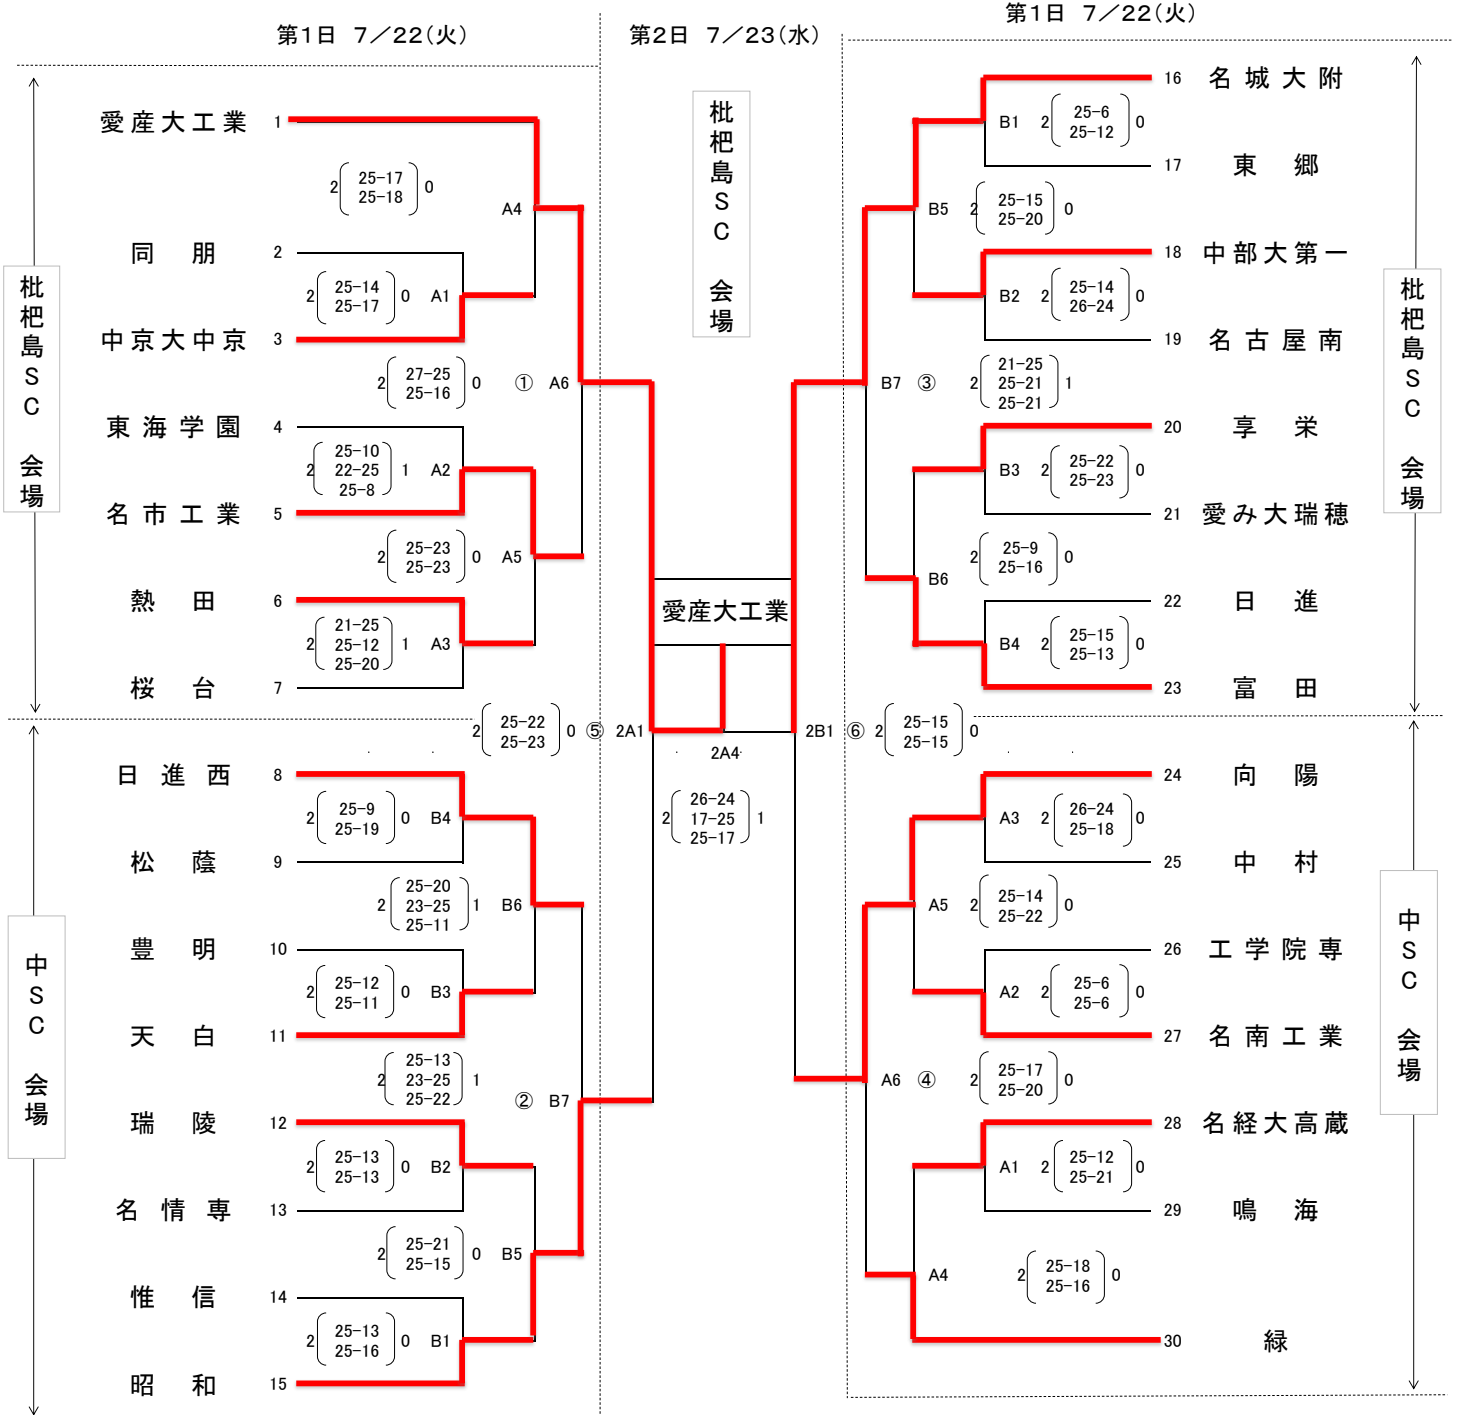 第1日 7／22(火)
第2日 7／23(水)
第1日 7／22(火)
枇杷島SC 会場
愛産大工業 1
2 25-17 0
25-18
A4
同朋 2
2 25-14 0 A1
25-17
中京大中京 3
2 27-25 0 ① A6
25-16
東海学園 4
25-10
2 22-25 1 A2
25-8
名市工業 5
2 25-23 0 A5
25-23
熱田 6
21-25
2 25-12 1 A3
25-20
桜台 7
中SC 会場
2 25-22 0 ⑤ 2A1
25-23
日進西 8
2 25-9 0 B4
25-19
松蔭 9
25-20
2 23-25 1 B6
25-11
豊明 10
2 25-12 0 B3
25-11
天白 11
25-13
2 23-25 1
25-22
② B7
瑞陵 12
2 25-13 0 B2
25-13
名情専 13
2 25-21 0 B5
25-15
惟信 14
2 25-13 0 B1
25-16
昭和 15
枇杷島SC 会場
愛産大工業
2A4
26-24
2 17-25 1
25-17
枇杷島SC 会場
16 名城大附
B1 2 25-6 0
25-12
17 東郷
B5 2 25-15 0
25-20
18 中部大第一
B2 2 25-14 0
26-24
19 名古屋南
21-25
B7 ③ 2 25-21 1
25-21
20 享栄
B3 2 25-22 0
25-23
21 愛み大瑞穂
2 25-9 0
25-16
B6
22 日進
B4 2 25-15 0
25-13
23 富田
2B1 ⑥ 2 25-15 0
25-15
中SC 会場
24 向陽
A3 2 26-24 0
25-18
25 中村
A5 2 25-14 0
25-22
26 工学院専
A2 2 25-6 0
25-6
27 名南工業
A6 ④ 2 25-17 0
25-20
28 名経大高蔵
A1 2 25-12 0
25-21
29 鳴海
A4 2 25-18 0
25-16
30 緑